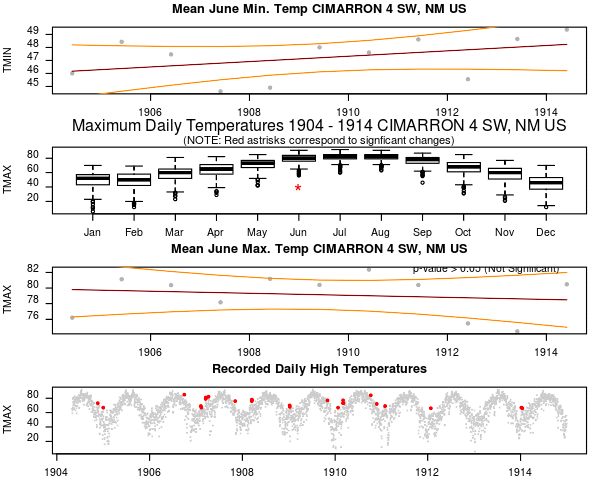 Mean June Min. Temp CIMARRON 4 SW, NM US
TMIN
49
48
47
46
45
1906 1908 1910 1912 1914
Maximum Daily Temperatures 1904 - 1914 CIMARRON 4 SW, NM US
(NOTE: Red astrisks correspond to signficant changes)
TMAX
80
60
40
20
*
Jan Feb Mar Apr May Jun Jul Aug Sep Oct Nov Dec
Mean June Max. Temp CIMARRON 4 SW, NM US
p-value > 0.05 (Not Significant)
TMAX
82
80
78
76
1906 1908 1910 1912 1914
Recorded Daily High Temperatures
TMAX
80
60
40
20
1904 1906 1908 1910 1912 1914